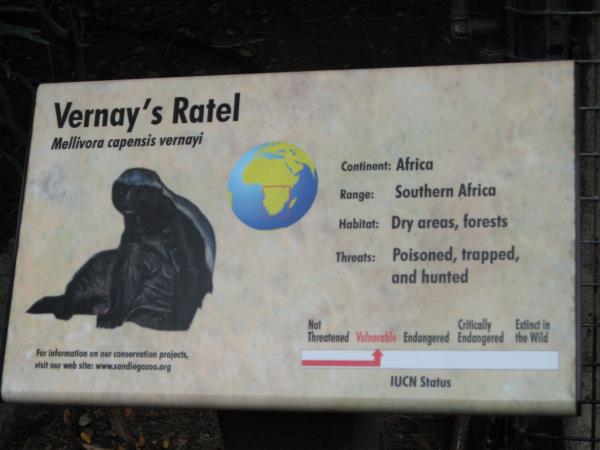 Vernay's Ratel
Mellivora capensis vernayi
Continent: Africa
Range: Southern Africa
Habitat: Dry areas, forests
Threats: Poisoned, trapped,
and hunted
Not Threatened Vulnerable Endangered Critically Endangered Extinct in the Wild
IUCN Status
For information on our conservation projects,
visit our web site: www.sandiegozoo.org